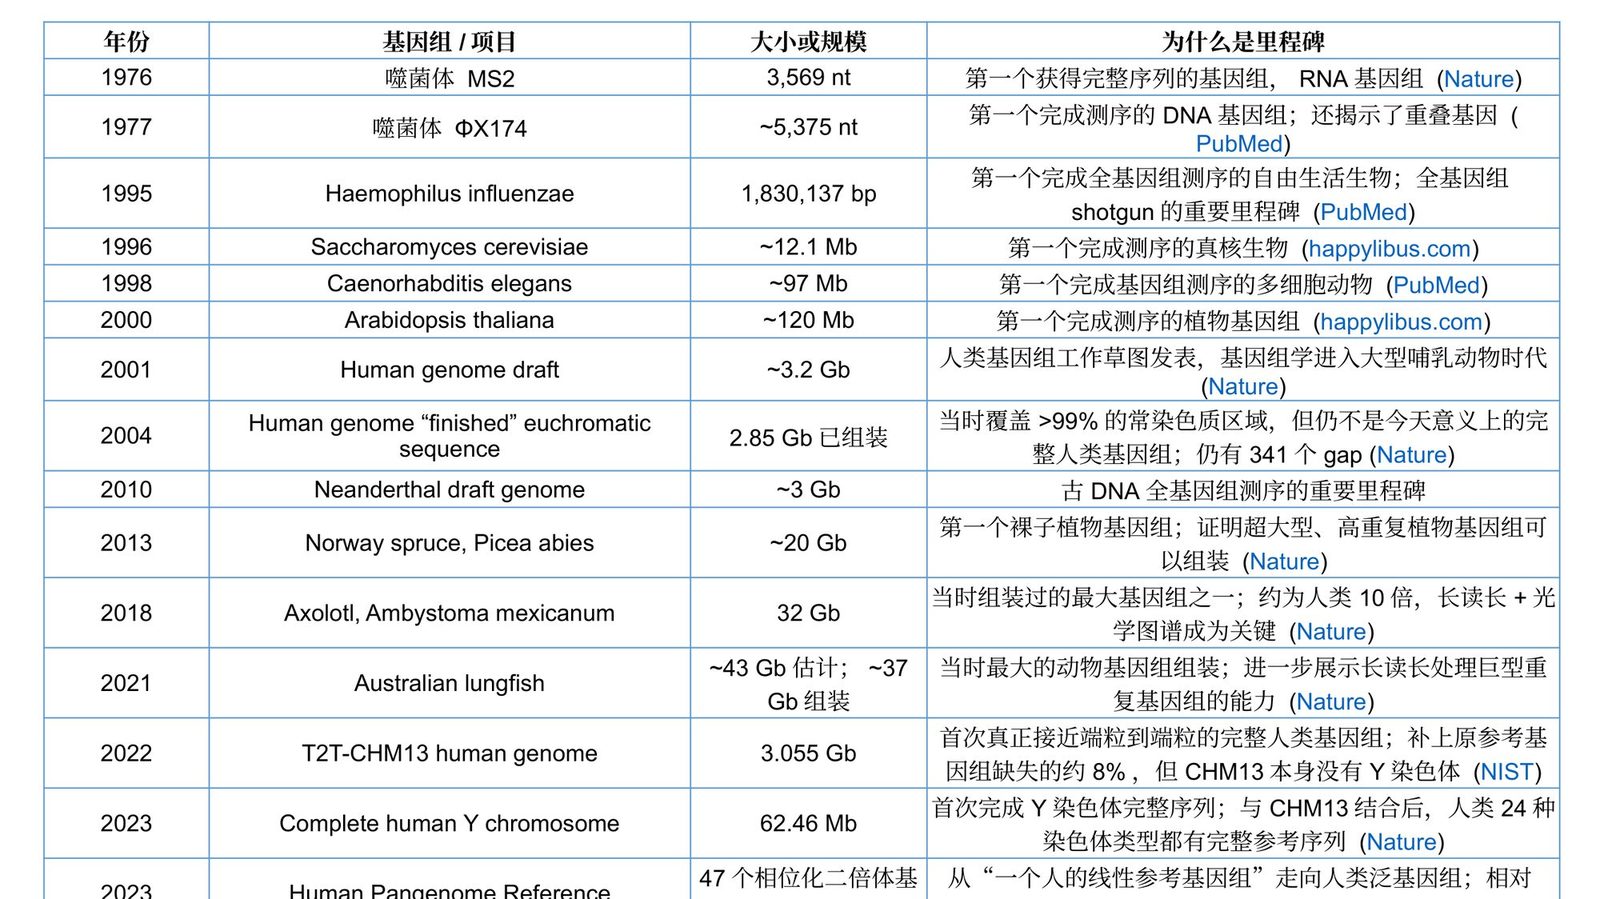 年份 基因组 / 项目 大小或规模 为什么是里程碑
1976 噬菌体 MS2 3,569 nt 第一个获得完整序列的基因组， RNA 基因组 (Nature)
1977 噬菌体 ΦX174 ~5,375 nt 第一个完成测序的 DNA 基因组；还揭示了重叠基因 (
PubMed)
1995 Haemophilus influenzae 1,830,137 bp 第一个完成全基因组测序的自由生活生物；全基因组
shotgun 的重要里程碑 (PubMed)
1996 Saccharomyces cerevisiae ~12.1 Mb 第一个完成测序的真核生物 (happylibus.com)
1998 Caenorhabditis elegans ~97 Mb 第一个完成基因组测序的多细胞动物 (PubMed)
2000 Arabidopsis thaliana ~120 Mb 第一个完成测序的植物基因组 (happylibus.com)
2001 Human genome draft ~3.2 Gb 人类基因组工作草图发表，基因组学进入大型哺乳动物时代
(Nature)
2004 Human genome “finished” euchromatic
sequence 2.85 Gb 已组装 当时覆盖 >99% 的常染色质区域，但仍不是今天意义上的完
整人类基因组；仍有 341 个 gap (Nature)
2010 Neanderthal draft genome ~3 Gb 古 DNA 全基因组测序的重要里程碑
2013 Norway spruce, Picea abies ~20 Gb 第一个裸子植物基因组；证明超大型、高重复植物基因组可
以组装 (Nature)
2018 Axolotl, Ambystoma mexicanum 32 Gb 当时组装过的最大基因组之一；约为人类 10 倍，长读长 + 光
学图谱成为关键 (Nature)
2021 Australian lungfish ~43 Gb 估计； ~37
Gb 组装 当时最大的动物基因组组装；进一步展示长读长处理巨型重
复基因组的能力 (Nature)
2022 T2T-CHM13 human genome 3.055 Gb 首次真正接近端粒到端粒的完整人类基因组；补上原参考基
因组缺失的约 8% ，但 CHM13 本身没有 Y 染色体 (NIST)
2023 Complete human Y chromosome 62.46 Mb 首次完成 Y 染色体完整序列；与 CHM13 结合后，人类 24 种
染色体类型都有完整参考序列 (Nature)
2023 Human Pangenome Reference 47 个相位化二倍体基 从“一个人的线性参考基因组”走向人类泛基因组；相对